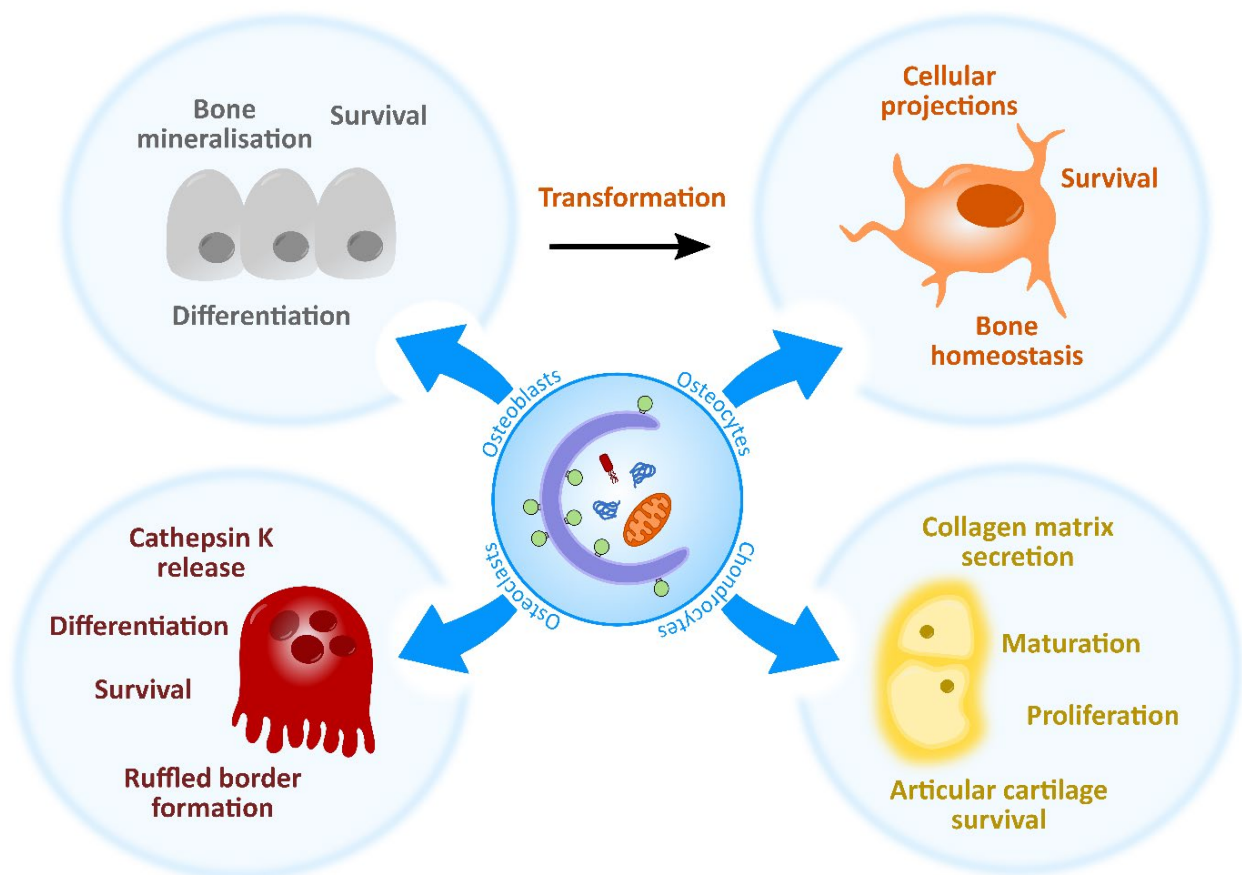 Bone
mineralisation
Survival
Differentiation
Transformation
Cellular
projections
Survival
Bone
homeostasis
Osteoblasts
Osteocytes
Osteoclasts
Chondrocytes
Cathepsin K
release
Differentiation
Survival
Ruffled border
formation
Collagen matrix
secretion
Maturation
Proliferation
Articular cartilage
survival